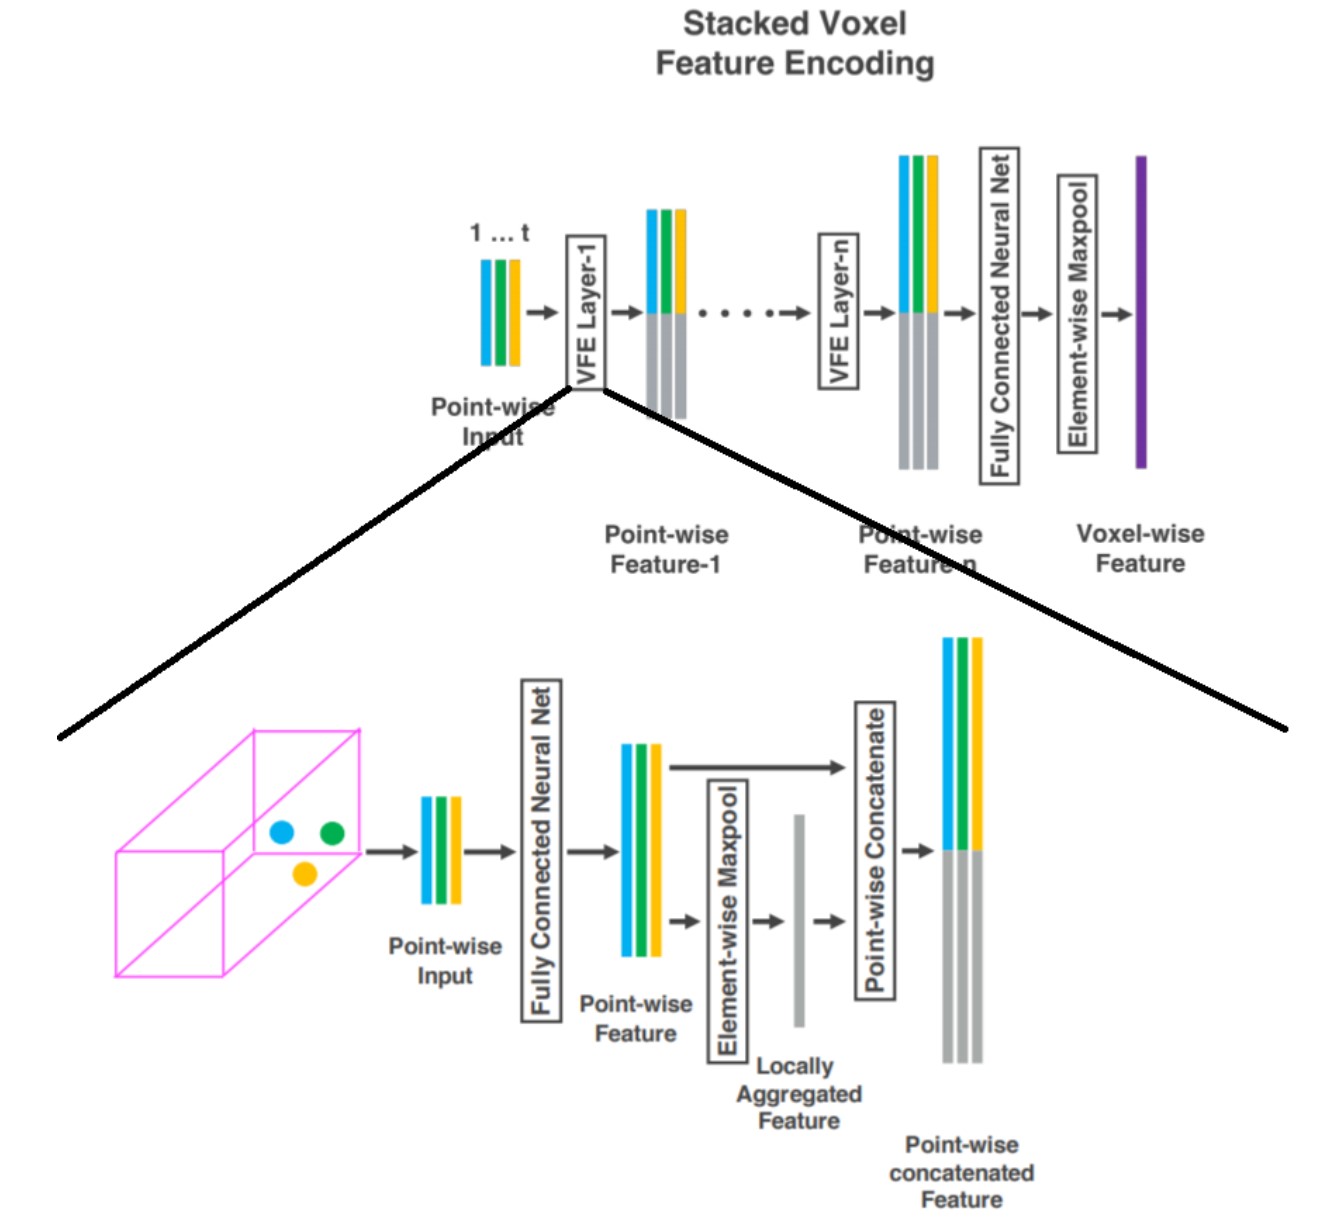 Stacked Voxel
Feature Encoding
1 ... t
VFE Layer-1
VFE Layer-n
Fully Connected Neural Net
Element-wise Maxpool
Point-wise
Input
Point-wise
Feature-1
Point-wise
Feature-n
Voxel-wise
Feature
Fully Connected Neural Net
Element-wise Maxpool
Point-wise Concatenate
Point-wise
Input
Point-wise
Feature
Locally
Aggregated
Feature
Point-wise
concatenated
Feature